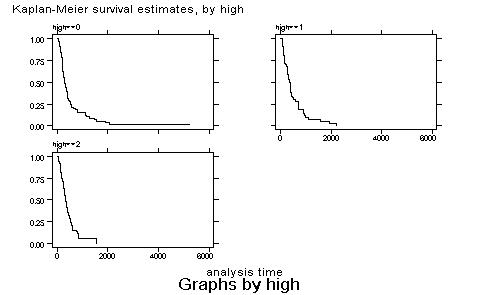 Kaplan-Meier survival estimates, by high
high**0
high**1
1.00
0.75
0.50
0.25
0.00
0 2000 4000 6000
0 2000 4000 6000
high**2
1.00
0.75
0.50
0.25
0.00
0 2000 4000 6000
analysis time
Graphs by high